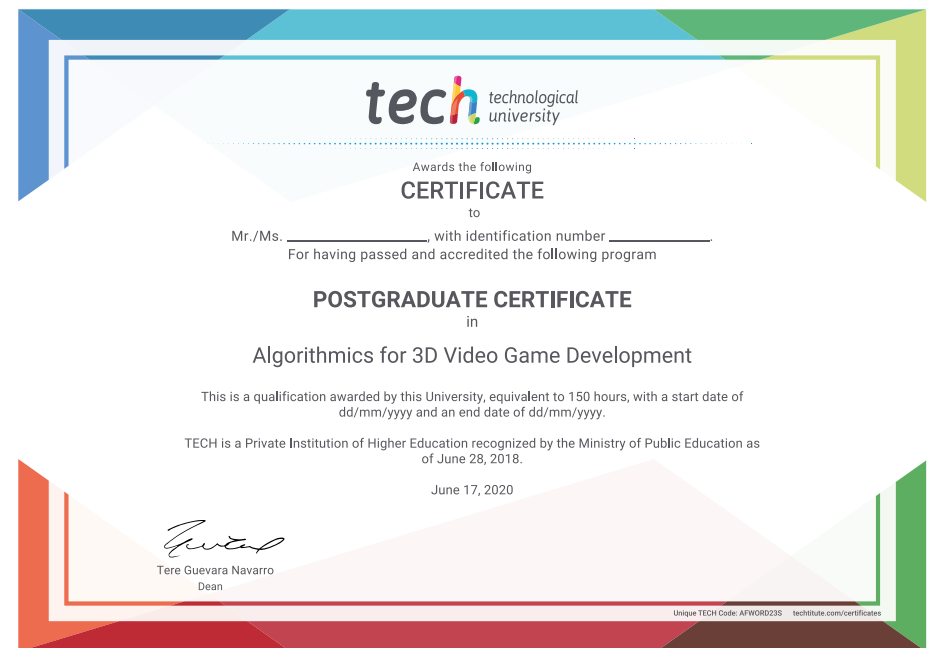 tech technological
university
Awards the following
CERTIFICATE
to
Mr./Ms. ____________________, with identification number ______________.
For having passed and accredited the following program
POSTGRADUATE CERTIFICATE
in
Algorithmics for 3D Video Game Development
This is a qualification awarded by this University, equivalent to 150 hours, with a start date of
dd/mm/yyyy and an end date of dd/mm/yyyy.
TECH is a Private Institution of Higher Education recognized by the Ministry of Public Education as
of June 28, 2018.
June 17, 2020
Tere Guevara Navarro
Dean
Unique TECH Code: AFWORD23S techtitute.com/certificates